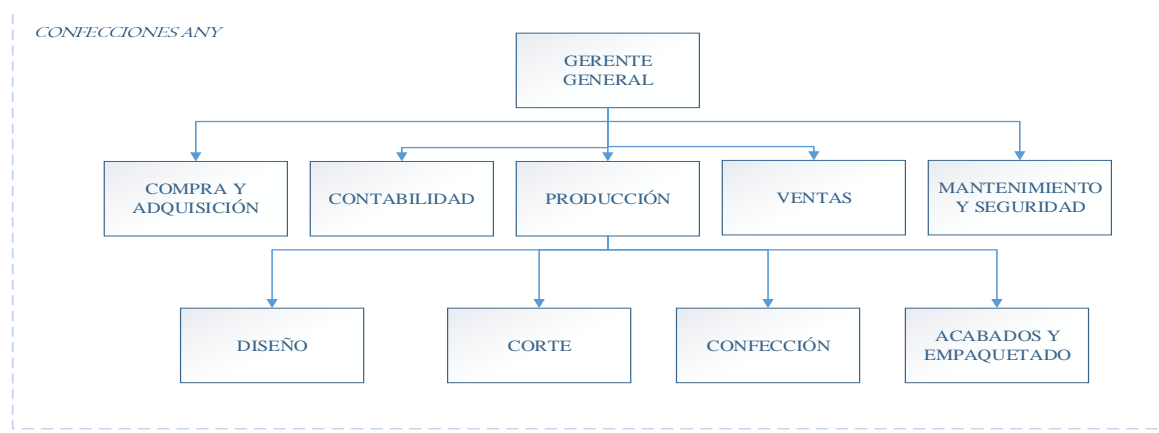 CONFECCIONES ANY
GERENTE
GENERAL
COMPRA Y
ADQUISICIÓN
CONTABILIDAD
PRODUCCIÓN
VENTAS
MANTENIMIENTO
Y SEGURIDAD
DISEÑO
CORTE
CONFECCIÓN
ACABADOS Y
EMPAQUETADO